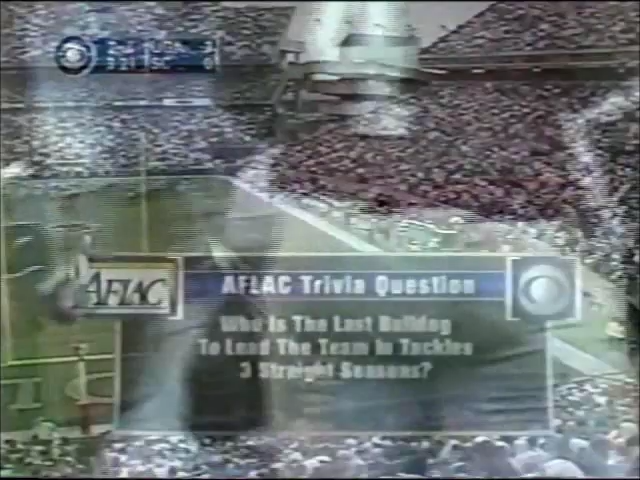 AFLAC
AFLAC Trivia Question
Who Is The Last Bulldog
To Lead The Team In Tackles
3 Straight Seasons?